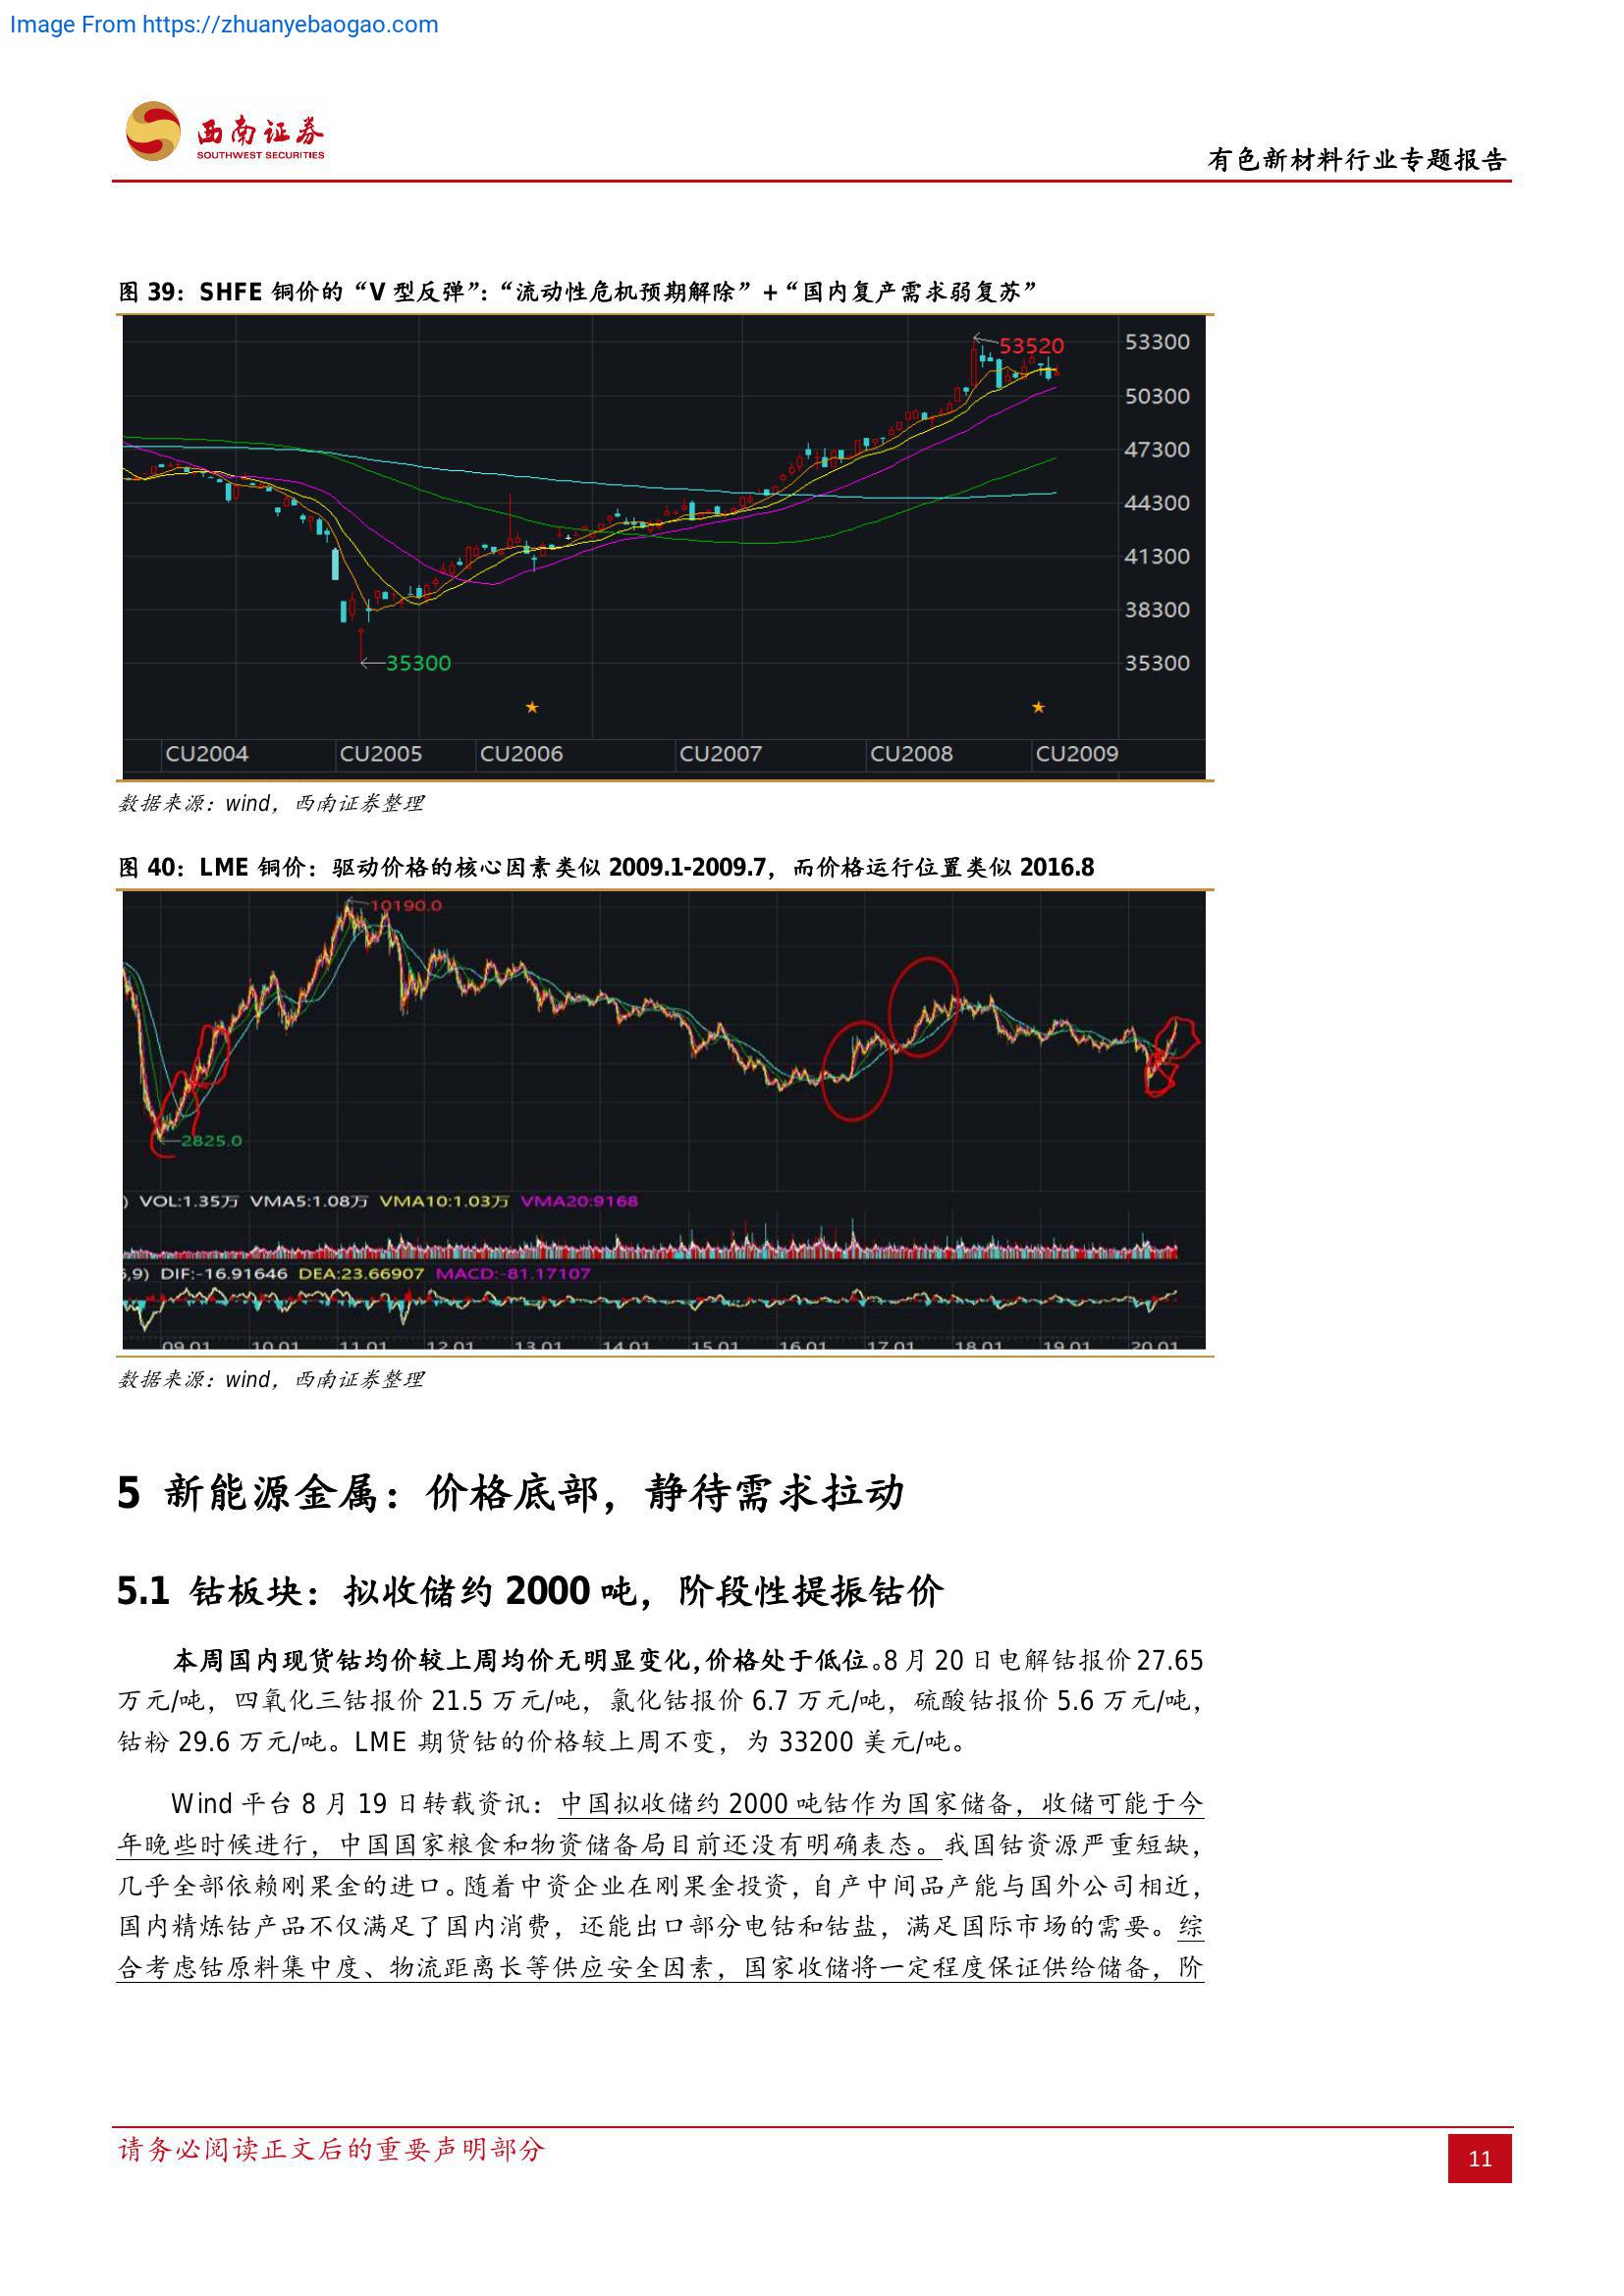 Image From https://zhuanyebaogao.com
西南证券
SOUTHWEST SECURITIES
有色新材料行业专题报告
图 39：SHFE 铜价的“V 型反弹”：“流动性危机预期解除”+“国内复产需求弱复苏”
53520
53300
50300
47300
44300
41300
38300
35300
35300
CU2004 CU2005 CU2006 CU2007 CU2008 CU2009
数据来源：wind，西南证券整理
图 40：LME 铜价：驱动价格的核心因素类似 2009.1-2009.7，而价格运行位置类似 2016.8
10190.0
2825.0
) VOL:1.35万 VMA5:1.08万 VMA10:1.03万 VMA20:9168
,9) DIF:-16.91646 DEA:23.66907 MACD:-81.17107
09.01 10.01 11.01 12.01 13.01 14.01 15.01 16.01 17.01 18.01 19.01 20.01
数据来源：wind，西南证券整理
5 新能源金属：价格底部，静待需求拉动
5.1 钴板块：拟收储约 2000 吨，阶段性提振钴价
本周国内现货钴均价较上周均价无明显变化,价格处于低位。8 月 20 日电解钴报价 27.65
万元/吨，四氧化三钴报价 21.5 万元/吨，氯化钴报价 6.7 万元/吨，硫酸钴报价 5.6 万元/吨，
钴粉 29.6 万元/吨。LME 期货钴的价格较上周不变，为 33200 美元/吨。
Wind 平台 8 月 19 日转载资讯：中国拟收储约 2000 吨钴作为国家储备，收储可能于今
年晚些时候进行，中国国家粮食和物资储备局目前还没有明确表态。我国钴资源严重短缺，
几乎全部依赖刚果金的进口。随着中资企业在刚果金投资，自产中间品产能与国外公司相近，
国内精炼钴产品不仅满足了国内消费，还能出口部分电钴和钴盐，满足国际市场的需要。综
合考虑钴原料集中度、物流距离长等供应安全因素，国家收储将一定程度保证供给储备，阶
请务必阅读正文后的重要声明部分
11